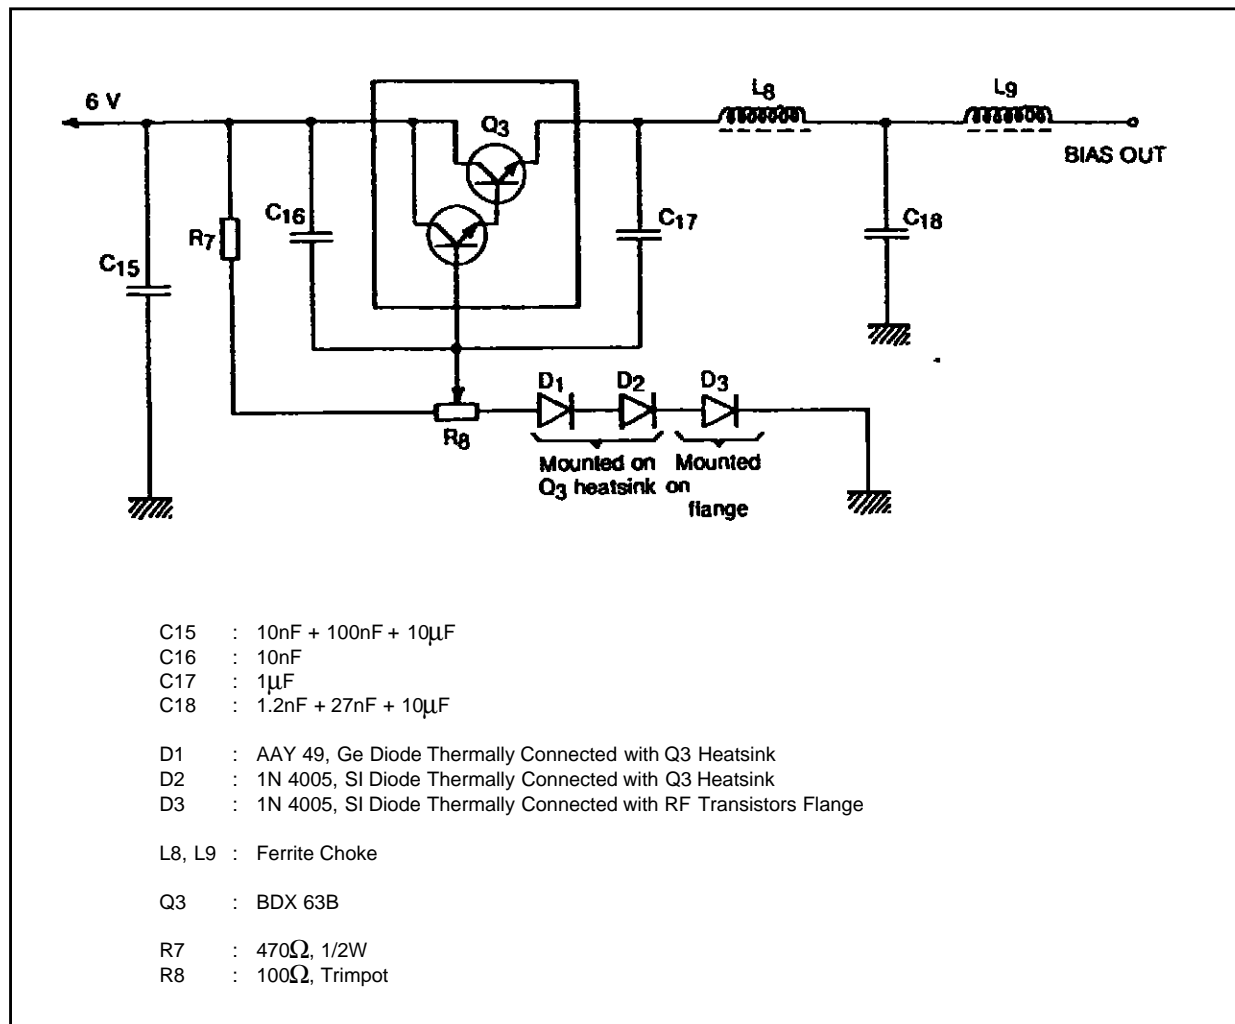 6 V
L8
L9
Q3
BIAS OUT
C16
C17
C18
R7
C15
D1
D2
D3
R8
Mounted on
Q3 heatsink
Mounted
on
flange
C15 : 10nF + 100nF + 10μF
C16 : 10nF
C17 : 1μF
C18 : 1.2nF + 27nF + 10μF
D1 : AAY 49, Ge Diode Thermally Connected with Q3 Heatsink
D2 : 1N 4005, SI Diode Thermally Connected with Q3 Heatsink
D3 : 1N 4005, SI Diode Thermally Connected with RF Transistors Flange
L8, L9 : Ferrite Choke
Q3 : BDX 63B
R7 : 470Ω, 1/2W
R8 : 100Ω, Trimpot